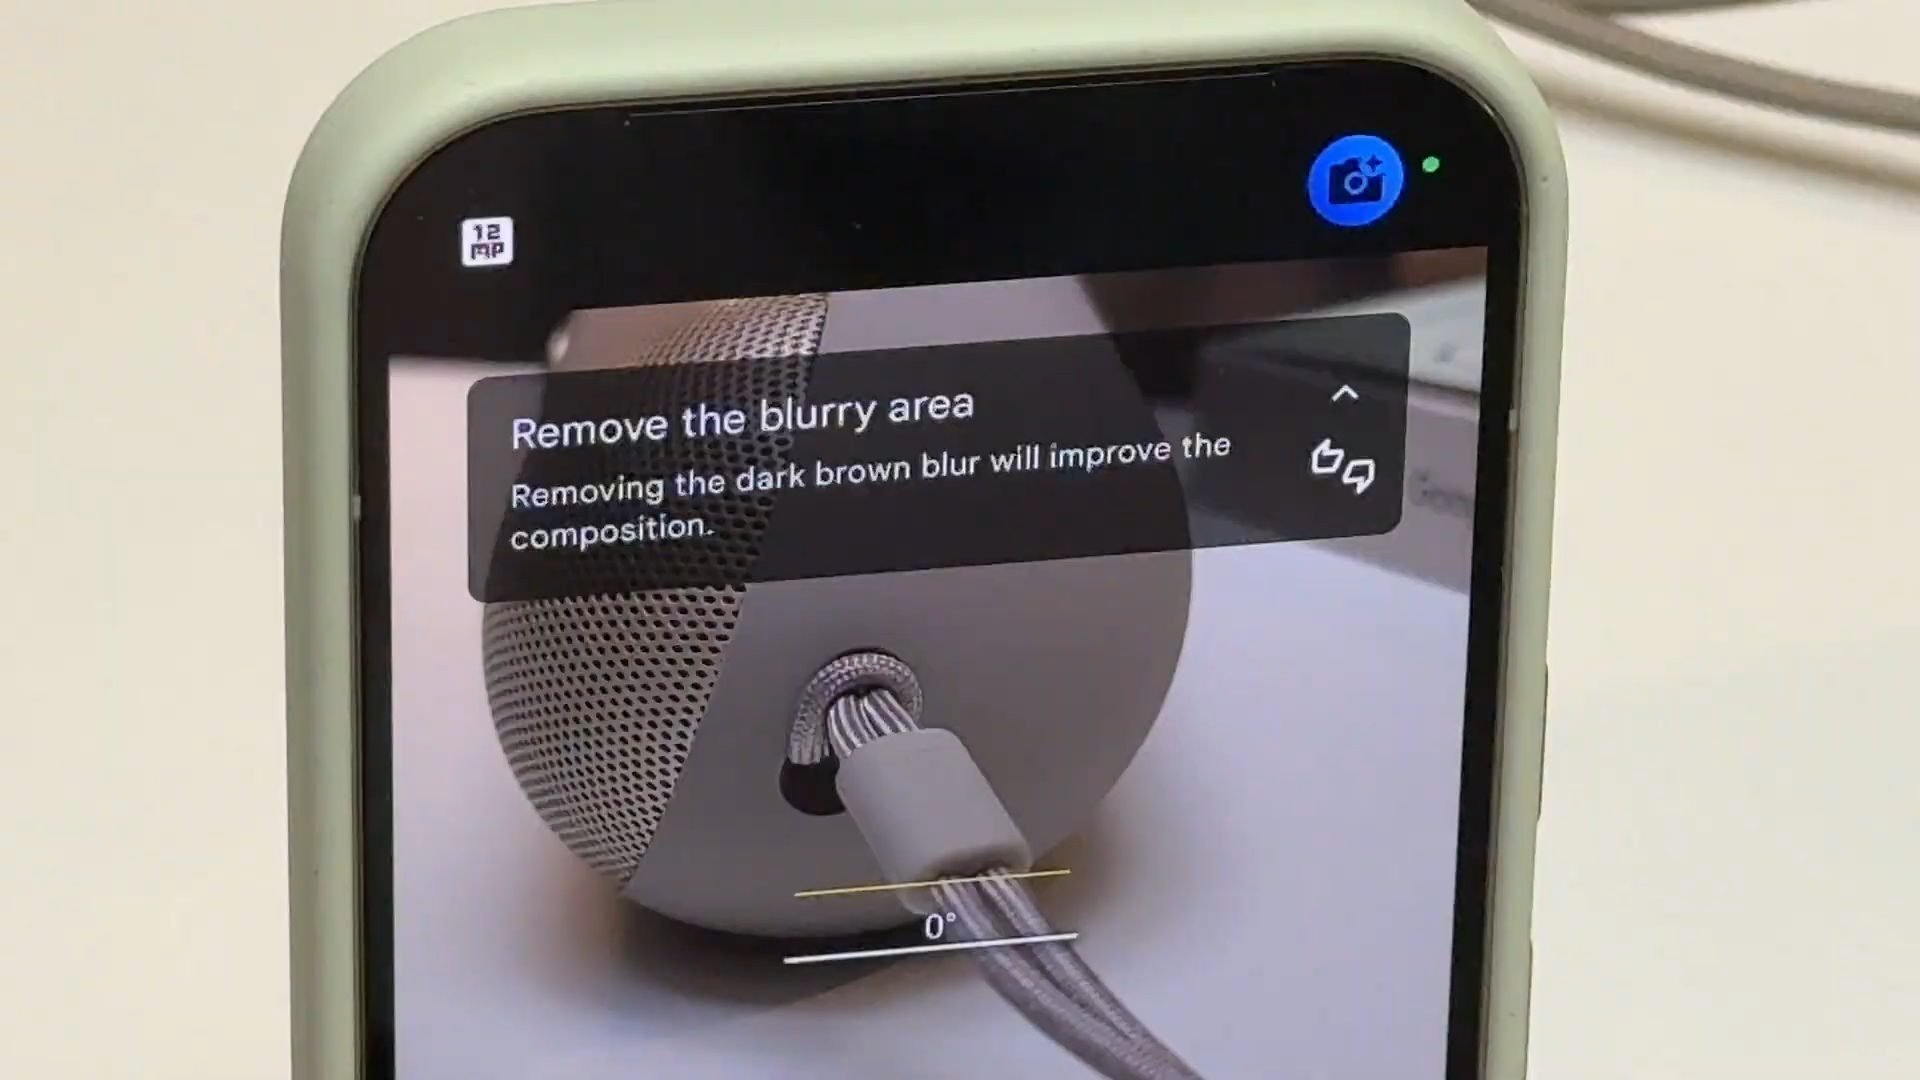 12
MP
Remove the blurry area
Removing the dark brown blur will improve the
composition.
0°